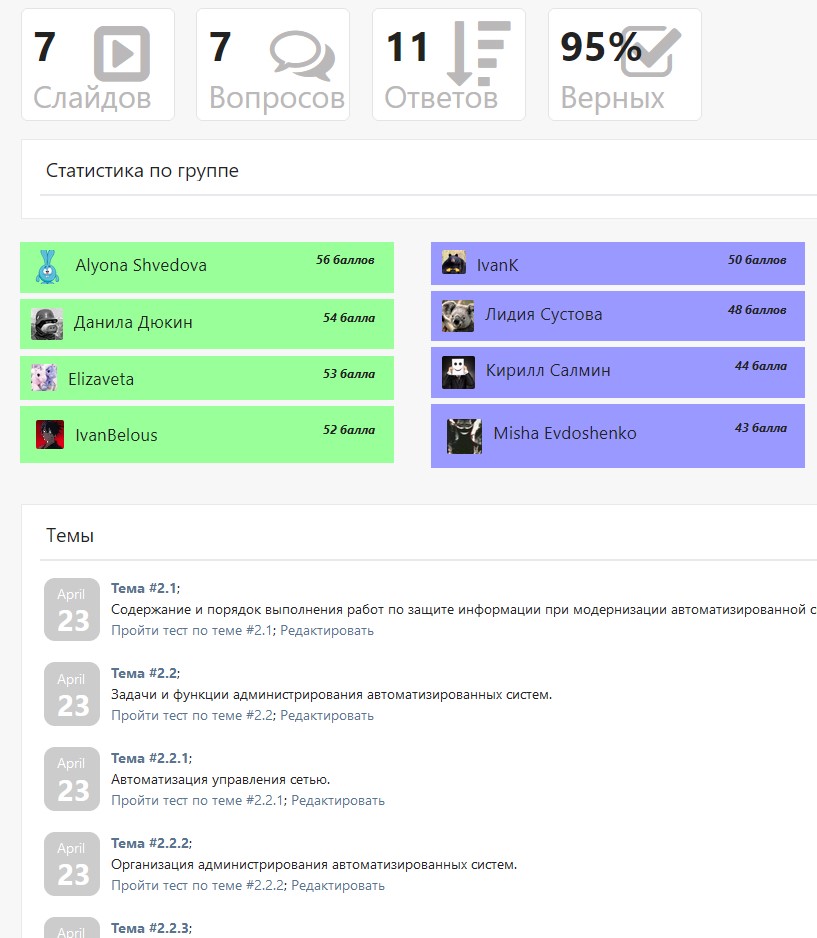 7
Слайдов
7
Вопросов
11
Ответов
95%
Верных
Статистика по группе
Alyona Shvedova
56 баллов
Данила Дюкин
54 балла
Elizaveta
53 балла
IvanBelous
52 балла
IvanK
50 баллов
Лидия Сустова
48 баллов
Кирилл Салмин
44 балла
Misha Evdoshenko
43 балла
Темы
April
23
Тема #2.1;
Содержание и порядок выполнения работ по защите информации при модернизации автоматизированной с
Пройти тест по теме #2.1; Редактировать
April
23
Тема #2.2;
Задачи и функции администрирования автоматизированных систем.
Пройти тест по теме #2.2; Редактировать
April
23
Тема #2.2.1;
Автоматизация управления сетью.
Пройти тест по теме #2.2.1; Редактировать
April
23
Тема #2.2.2;
Организация администрирования автоматизированных систем.
Пройти тест по теме #2.2.2; Редактировать
April
Тема #2.2.3;